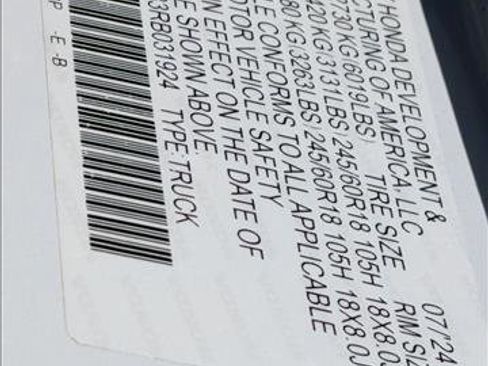 HONDA DEVELOPMENT &
CTURING OF AMERICA, LLC 07/24
730 KG 6019LBS) TIRE SIZE RIM SIZ
420 KG 3131LBS) 245/60R18 105H 18X8.0J
80 KG 3263LBS) 245/60R18 105H 18X8.0J
LE CONFORMS TO ALL APPLICABLE
TOR VEHICLE SAFETY
N EFFECT ON THE DATE OF
E SHOWN ABOVE.
3RB031924 TYPE:TRUCK
P -E -B